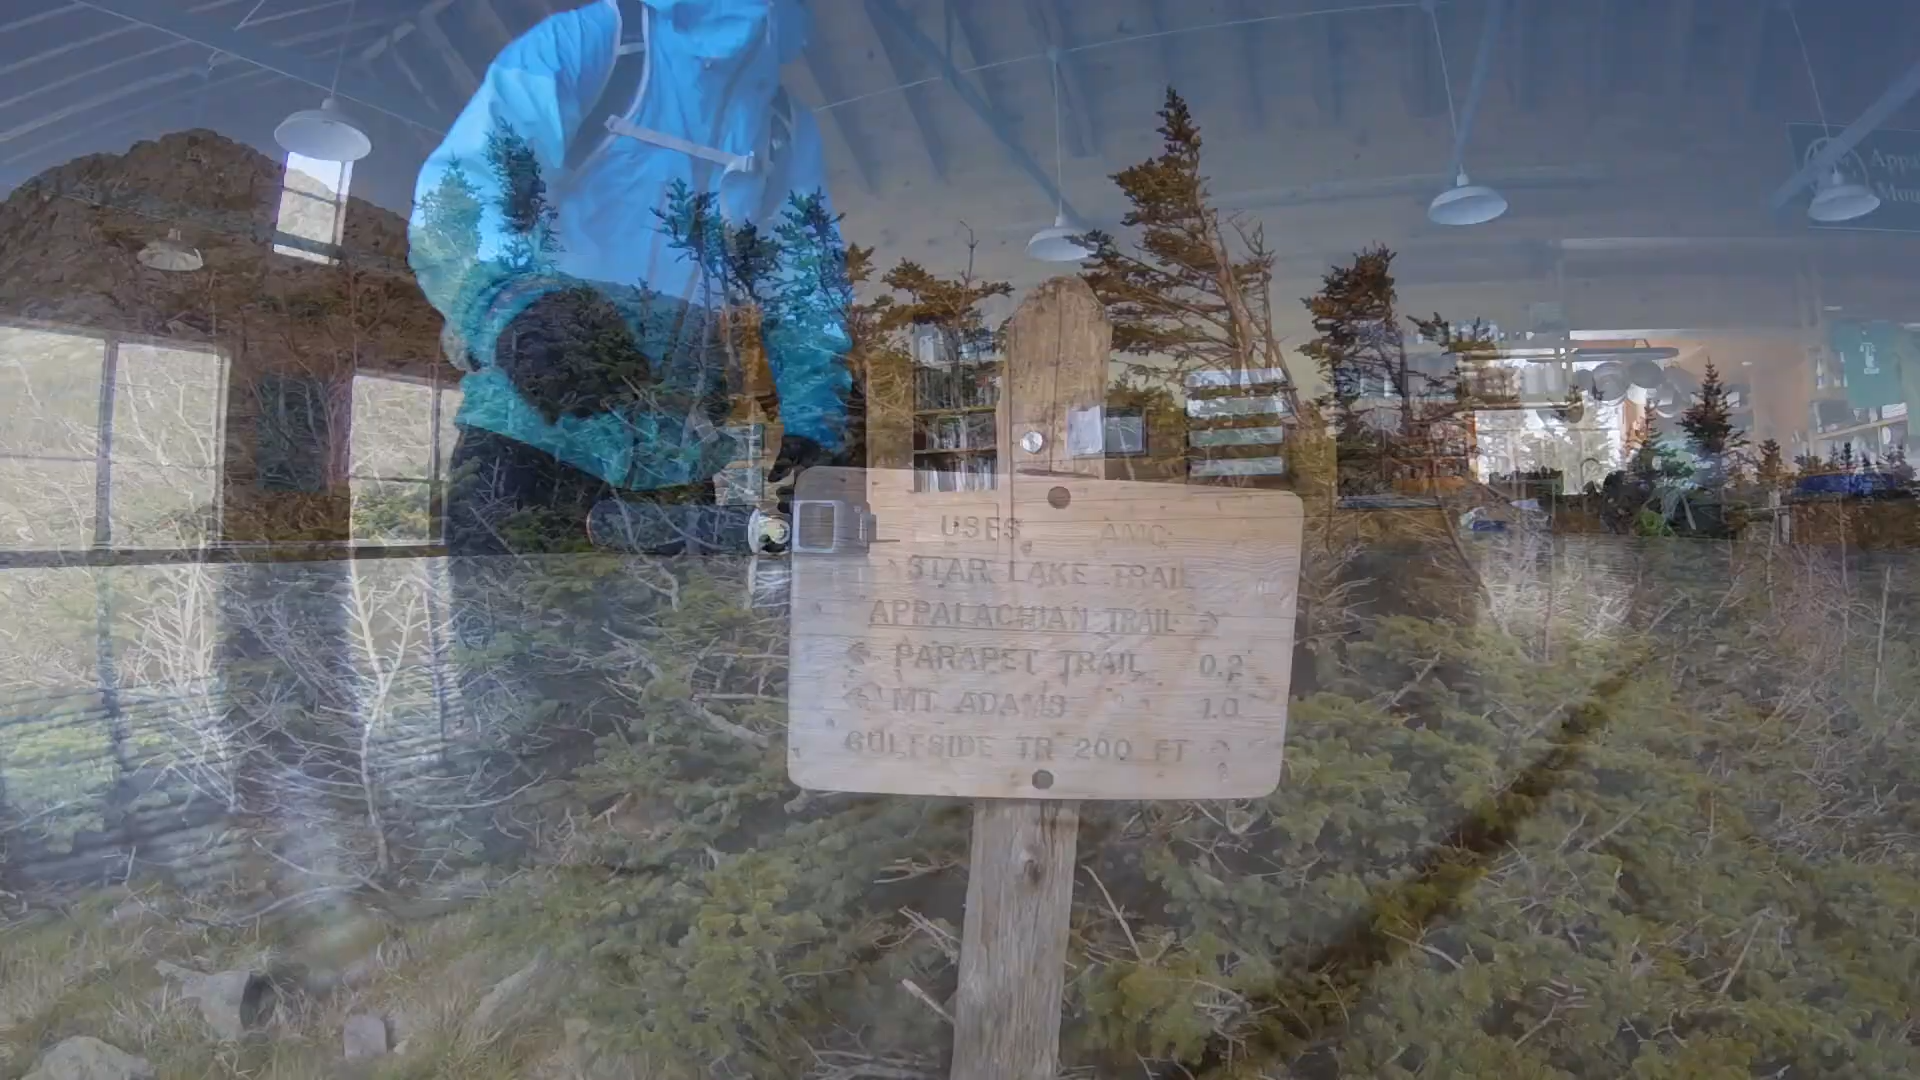 USFS AMC
STAR LAKE TRAIL
APPALACHIAN TRAIL →
← PARAPET TRAIL 0.2
← MT ADAMS 1.0
GULFSIDE TR 200 FT